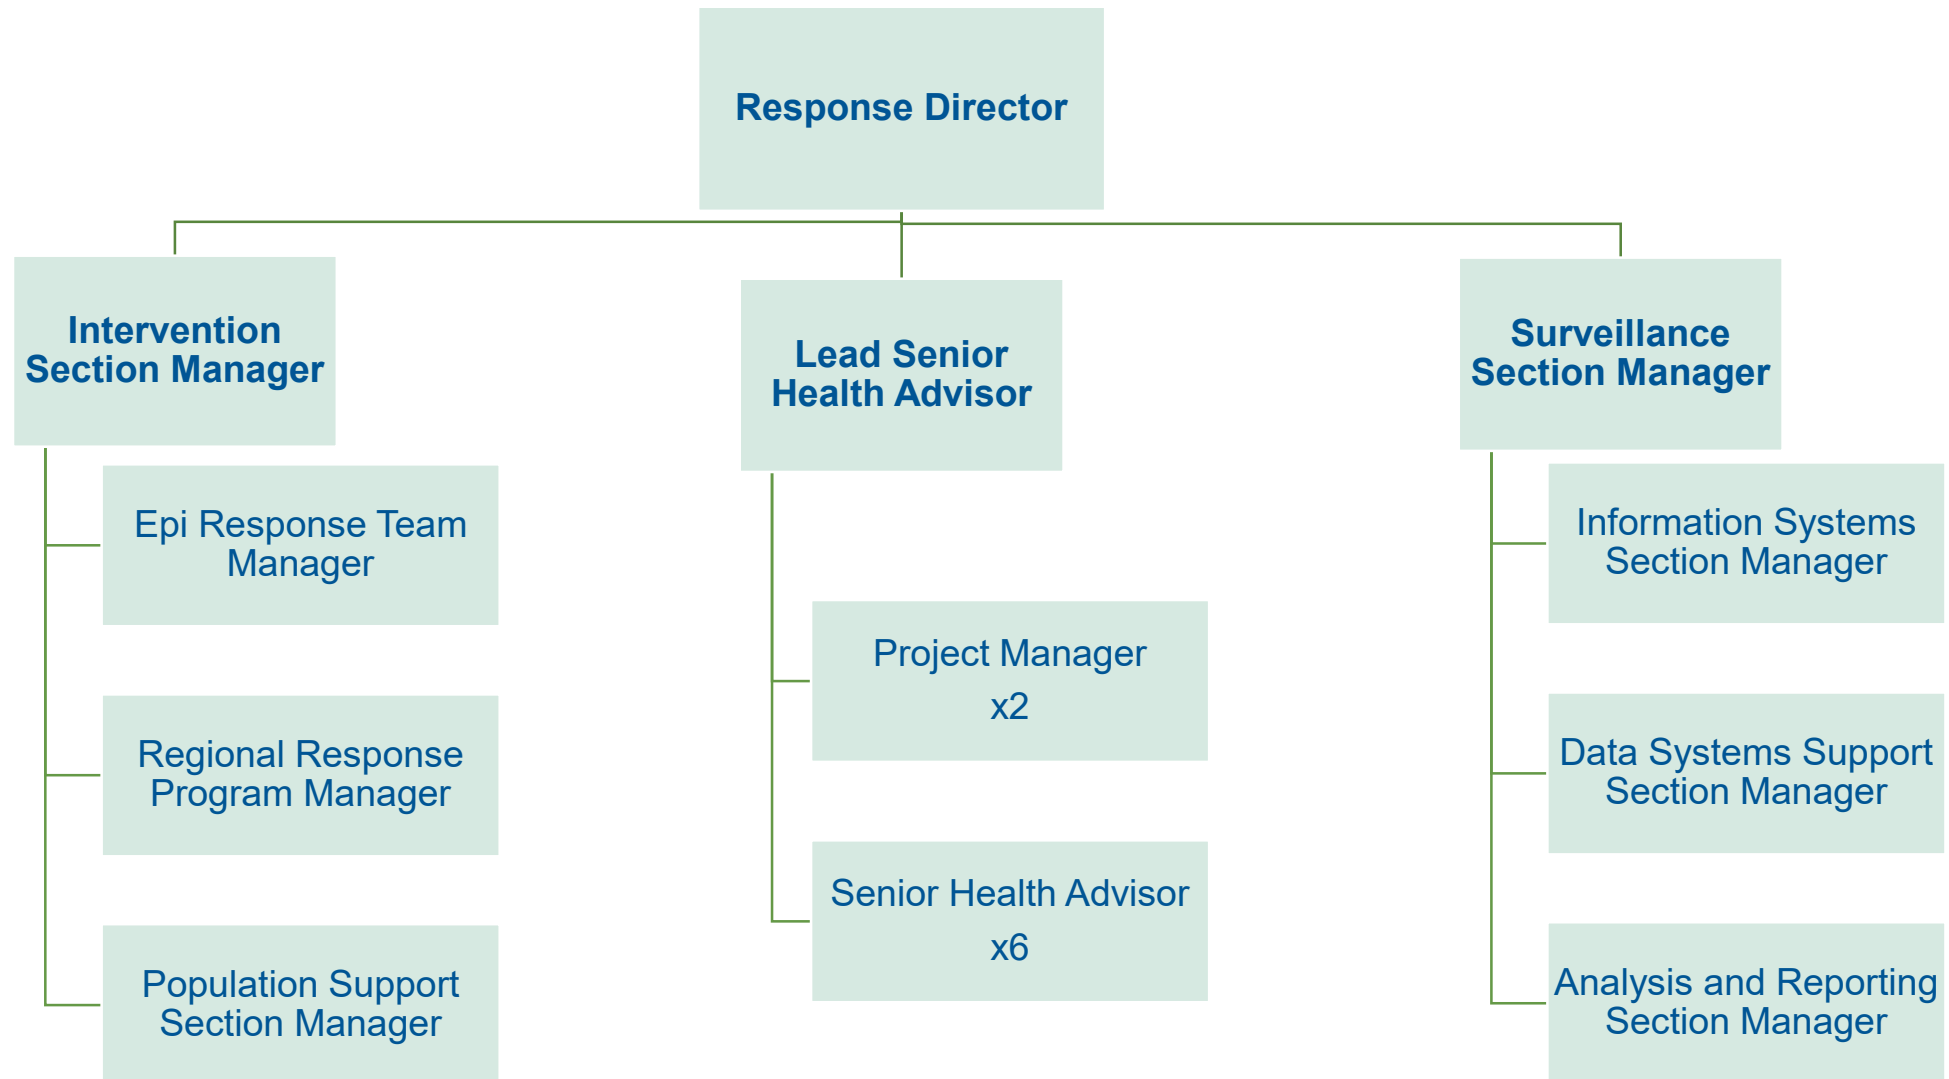 Response Director
Intervention
Section Manager
Lead Senior
Health Advisor
Surveillance
Section Manager
Epi Response Team
Manager
Regional Response
Program Manager
Population Support
Section Manager
Project Manager
x2
Senior Health Advisor
x6
Information Systems
Section Manager
Data Systems Support
Section Manager
Analysis and Reporting
Section Manager